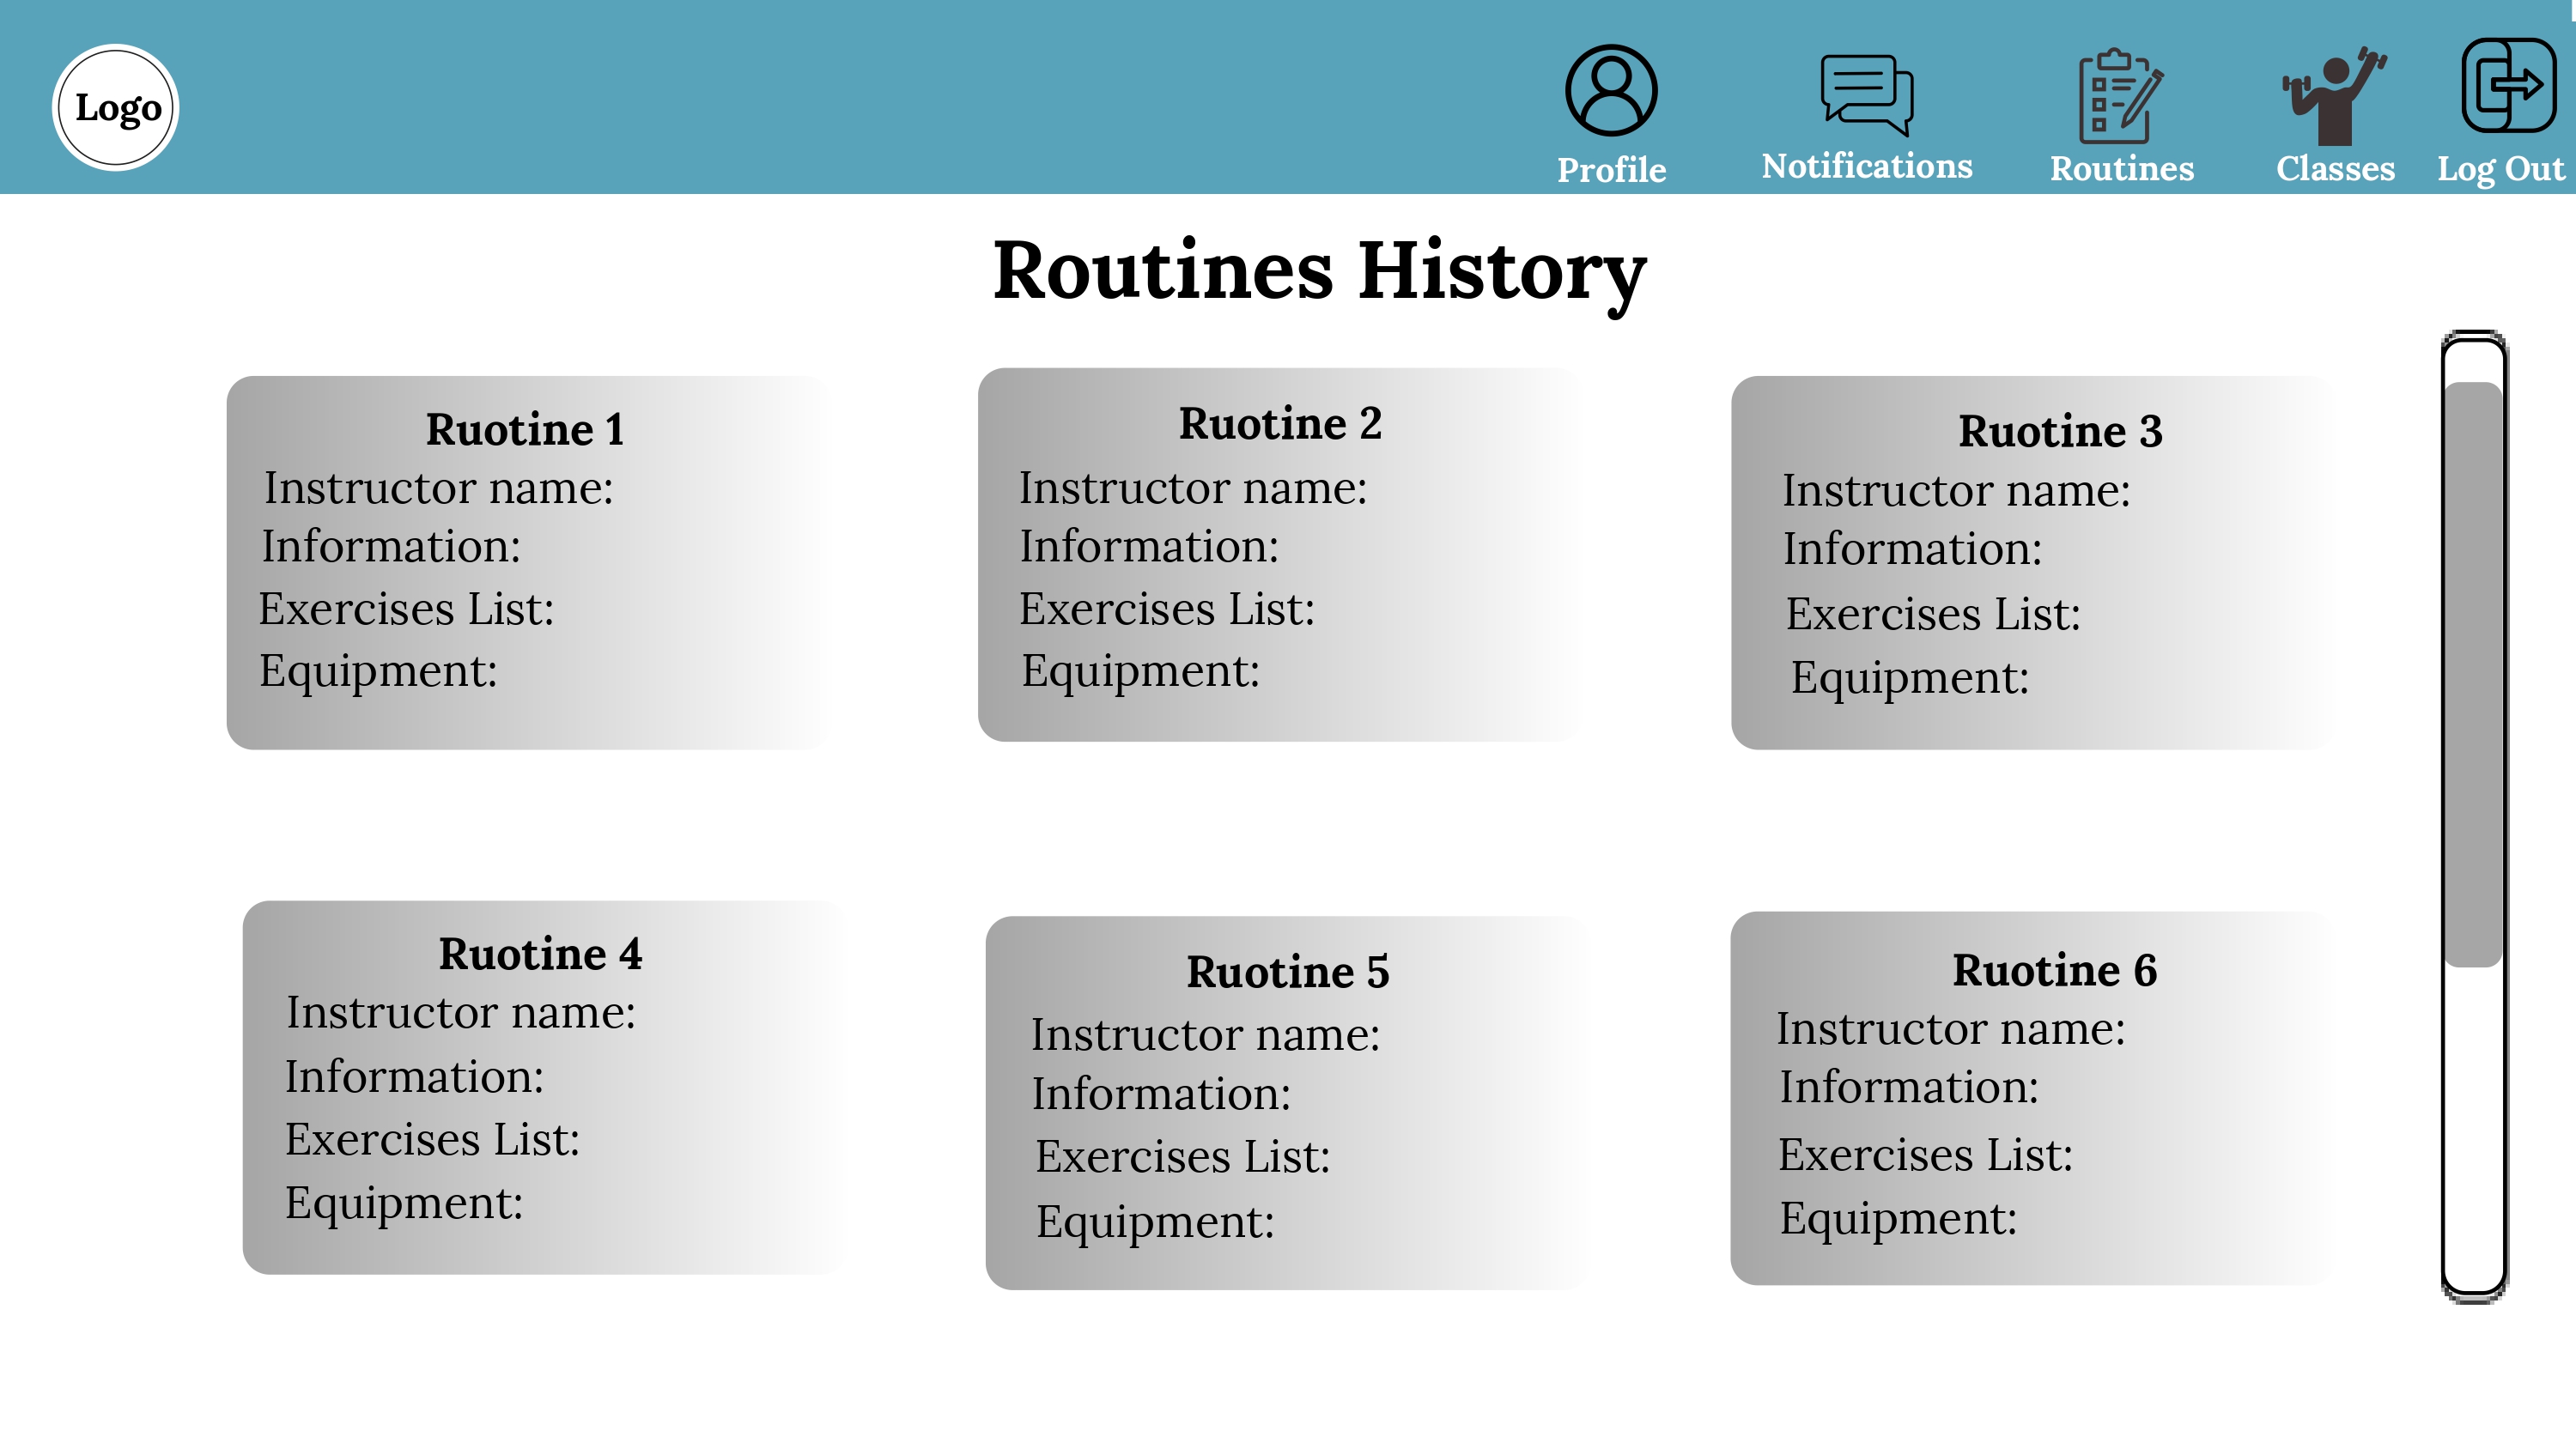 Logo
Profile
Notifications
Routines
Classes
Log Out
Routines History
Ruotine 1
Instructor name:
Information:
Exercises List:
Equipment:
Ruotine 2
Instructor name:
Information:
Exercises List:
Equipment:
Ruotine 3
Instructor name:
Information:
Exercises List:
Equipment:
Ruotine 4
Instructor name:
Information:
Exercises List:
Equipment:
Ruotine 5
Instructor name:
Information:
Exercises List:
Equipment:
Ruotine 6
Instructor name:
Information:
Exercises List:
Equipment: